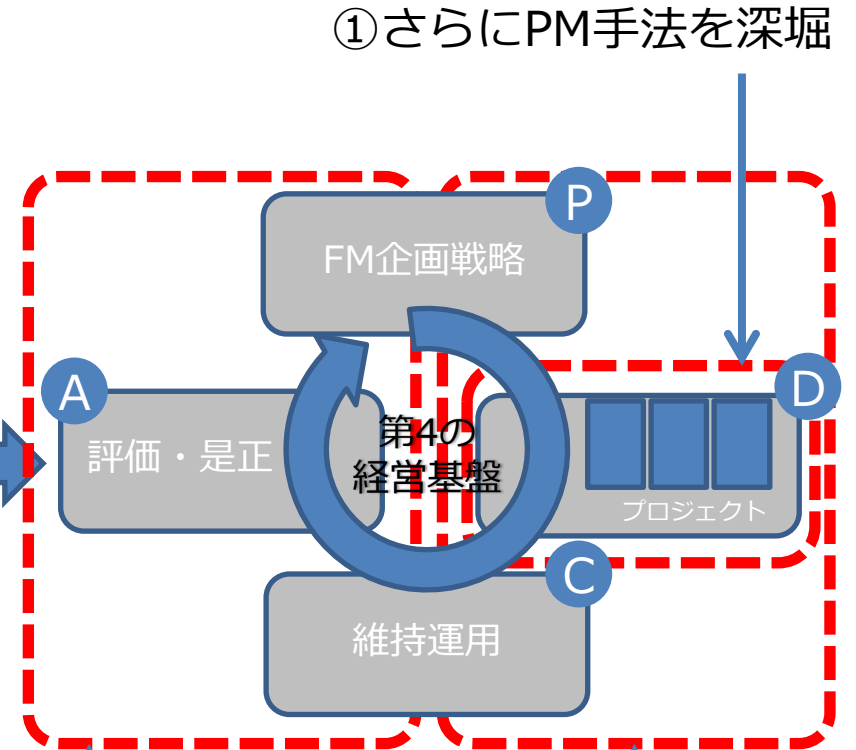 ①さらにPM手法を深堀
P
FM企画戦略
A
評価・是正
第4の
経営基盤
D
プロジェクト
C
維持運用